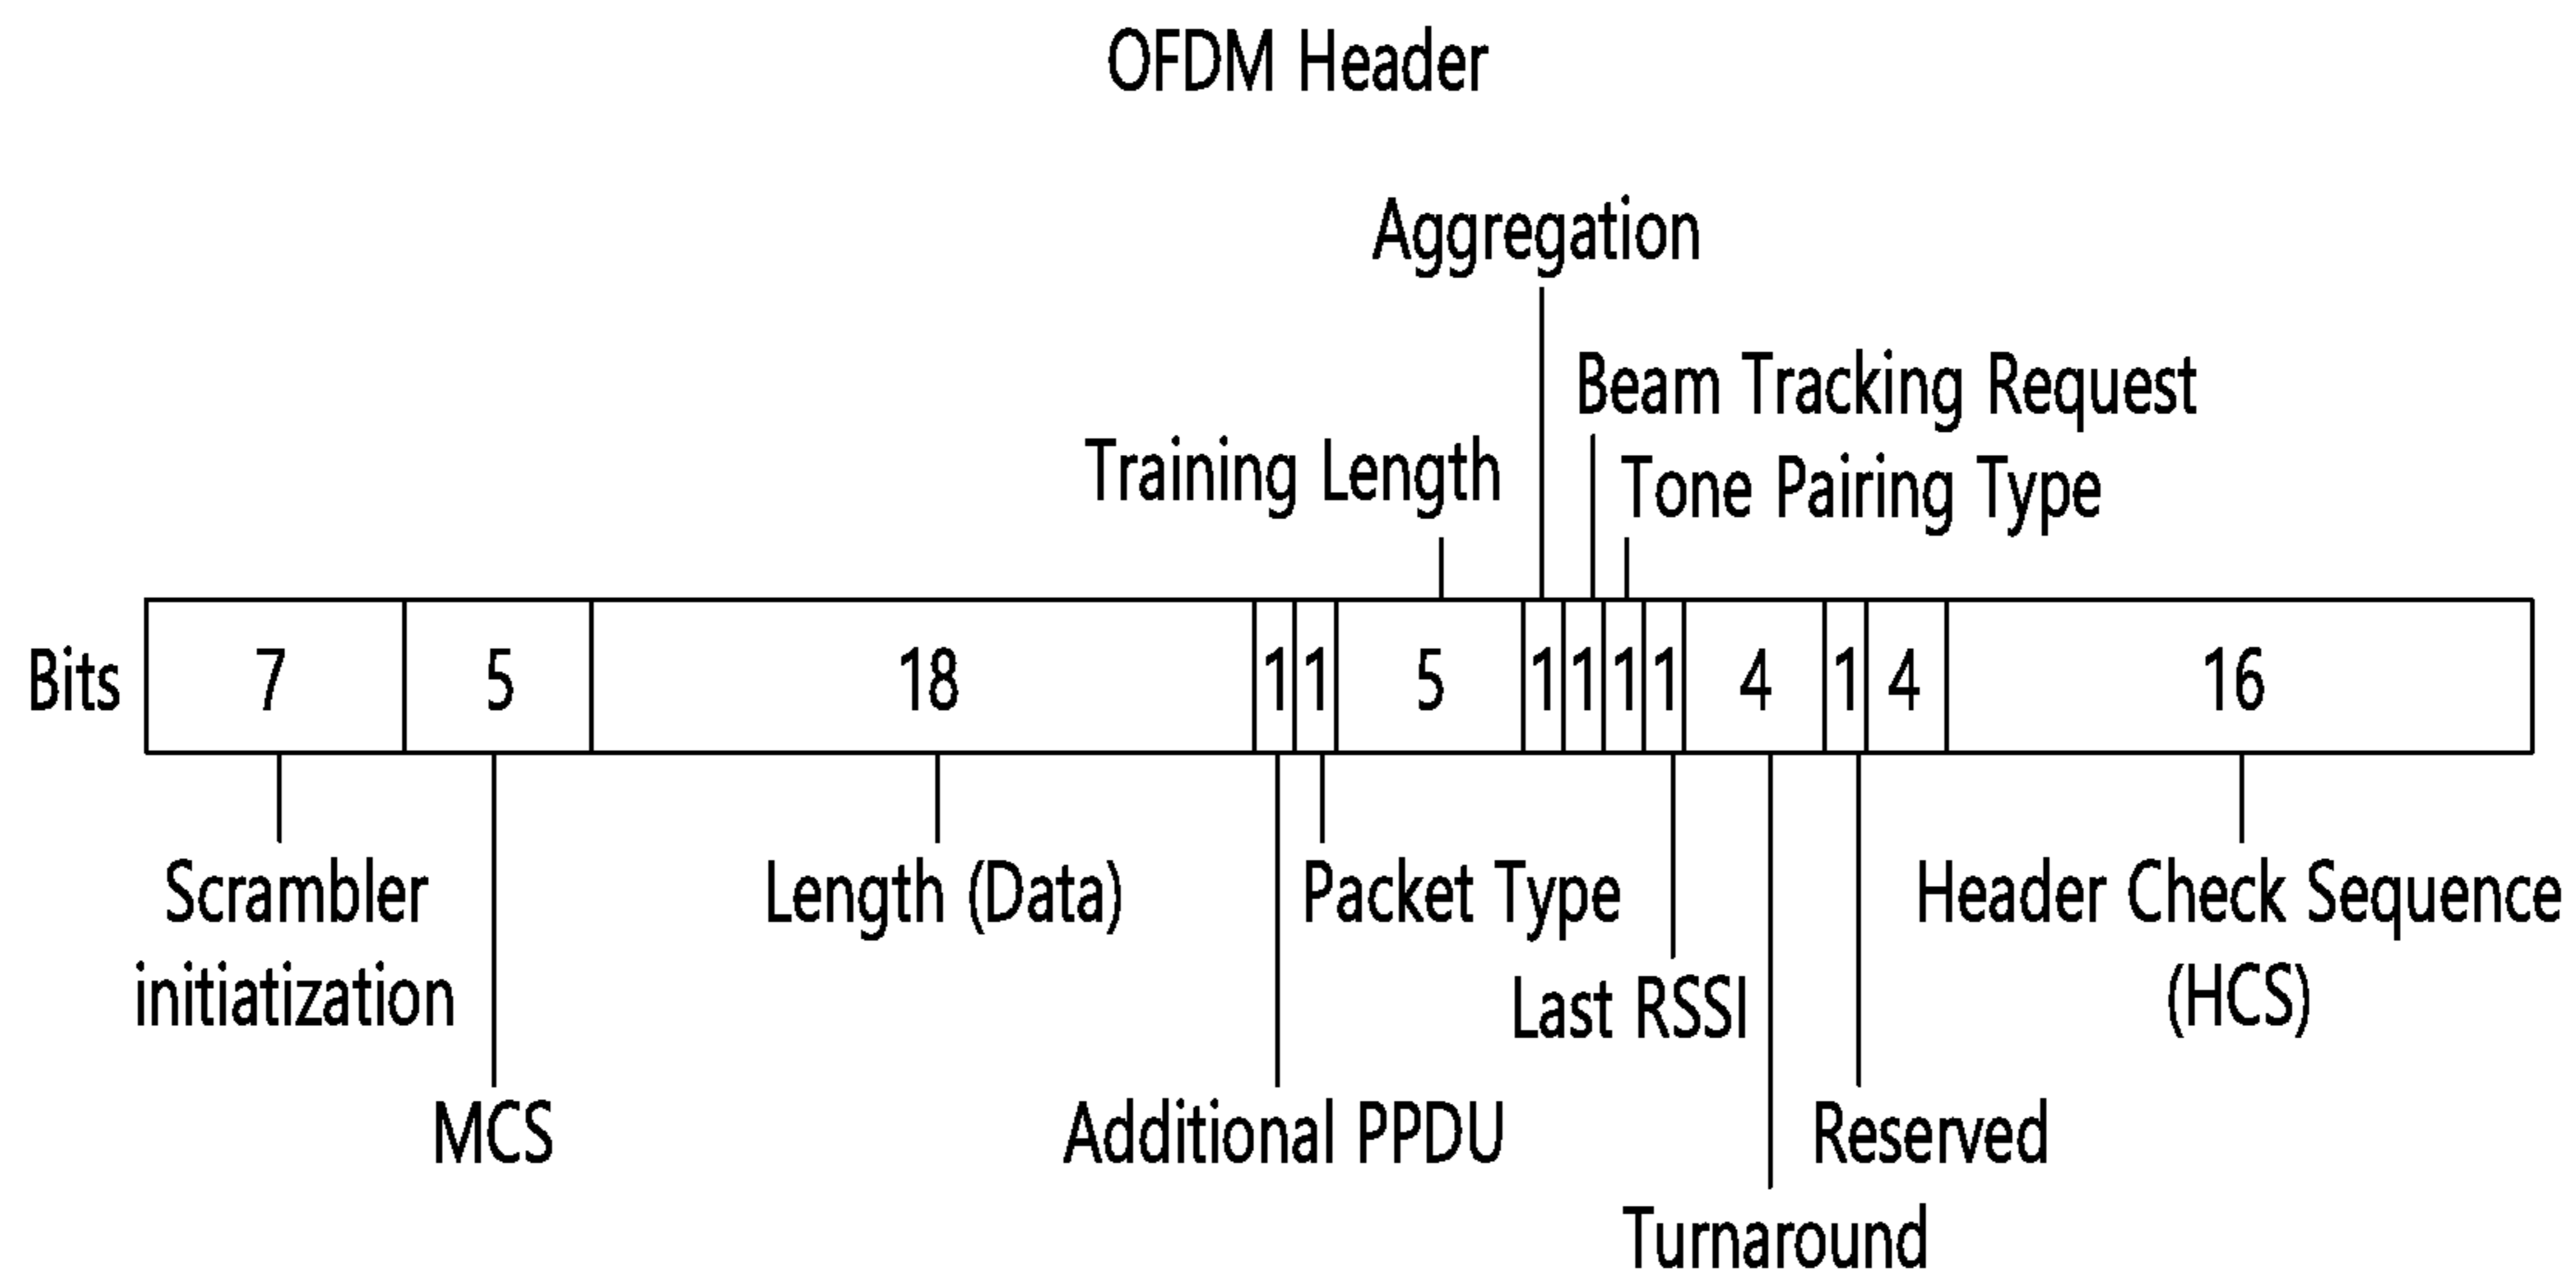 OFDM Header
Aggregation
Beam Tracking Request
Training Length
Tone Pairing Type
Bits 7 5 18 1 1 5 1 1 1 1 4 1 4 16
Scrambler
initiatization
Length (Data)
Packet Type
Header Check Sequence
(HCS)
Last RSSI
MCS
Additional PPDU
Reserved
Turnaround